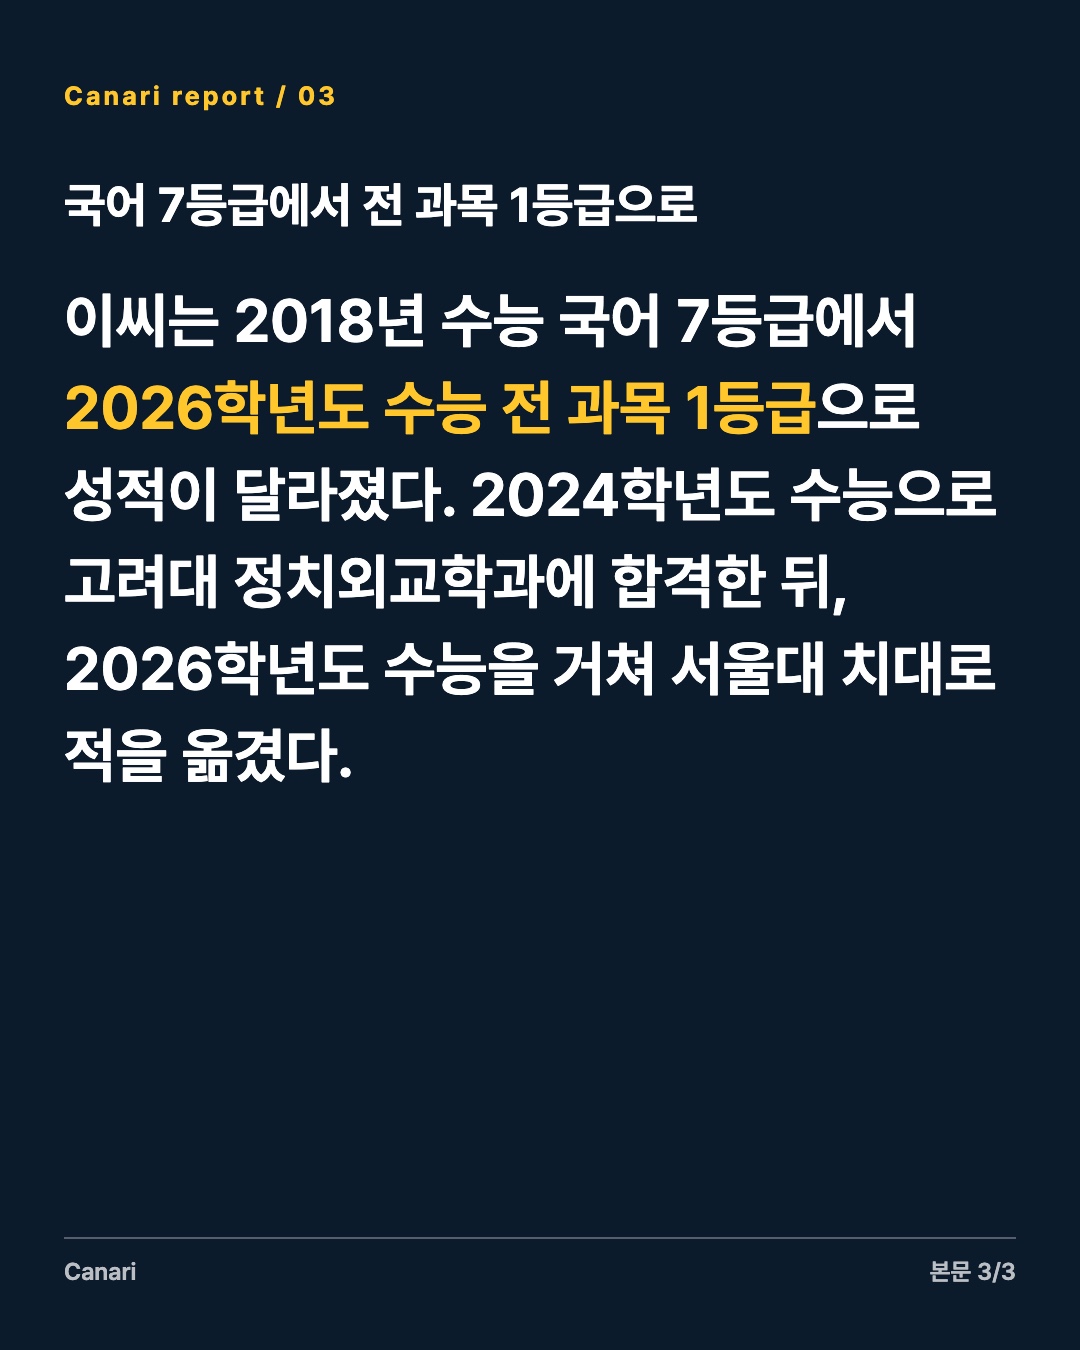 Canari report / 03
국어 7등급에서 전 과목 1등급으로
이씨는 2018년 수능 국어 7등급에서
2026학년도 수능 전 과목 1등급으로
성적이 달라졌다. 2024학년도 수능으로
고려대 정치외교학과에 합격한 뒤,
2026학년도 수능을 거쳐 서울대 치대로
적을 옮겼다.
Canari
본문 3/3